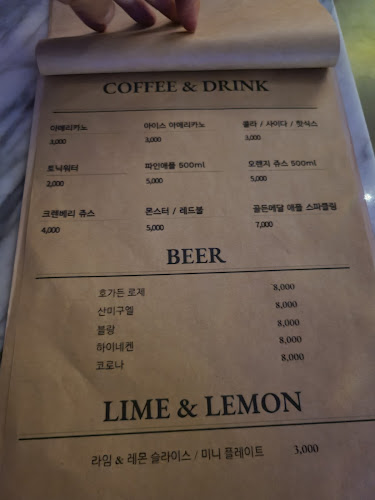 COFFEE & DRINK
아메리카노 아이스 아메리카노 콜라 / 사이다 / 핫식스
3,000 3,000 3,000
토닉워터 파인애플 500ml 오렌지 쥬스 500ml
2,000 5,000 5,000
크렌베리 쥬스 몬스터 / 레드불 골든메달 애플 스파클링
4,000 5,000 7,000
BEER
호가든 로제 8,000
산미구엘 8,000
블랑 8,000
하이네켄 8,000
코로나 8,000
LIME & LEMON
라임 & 레몬 슬라이스 / 미니 플레이트 3,000